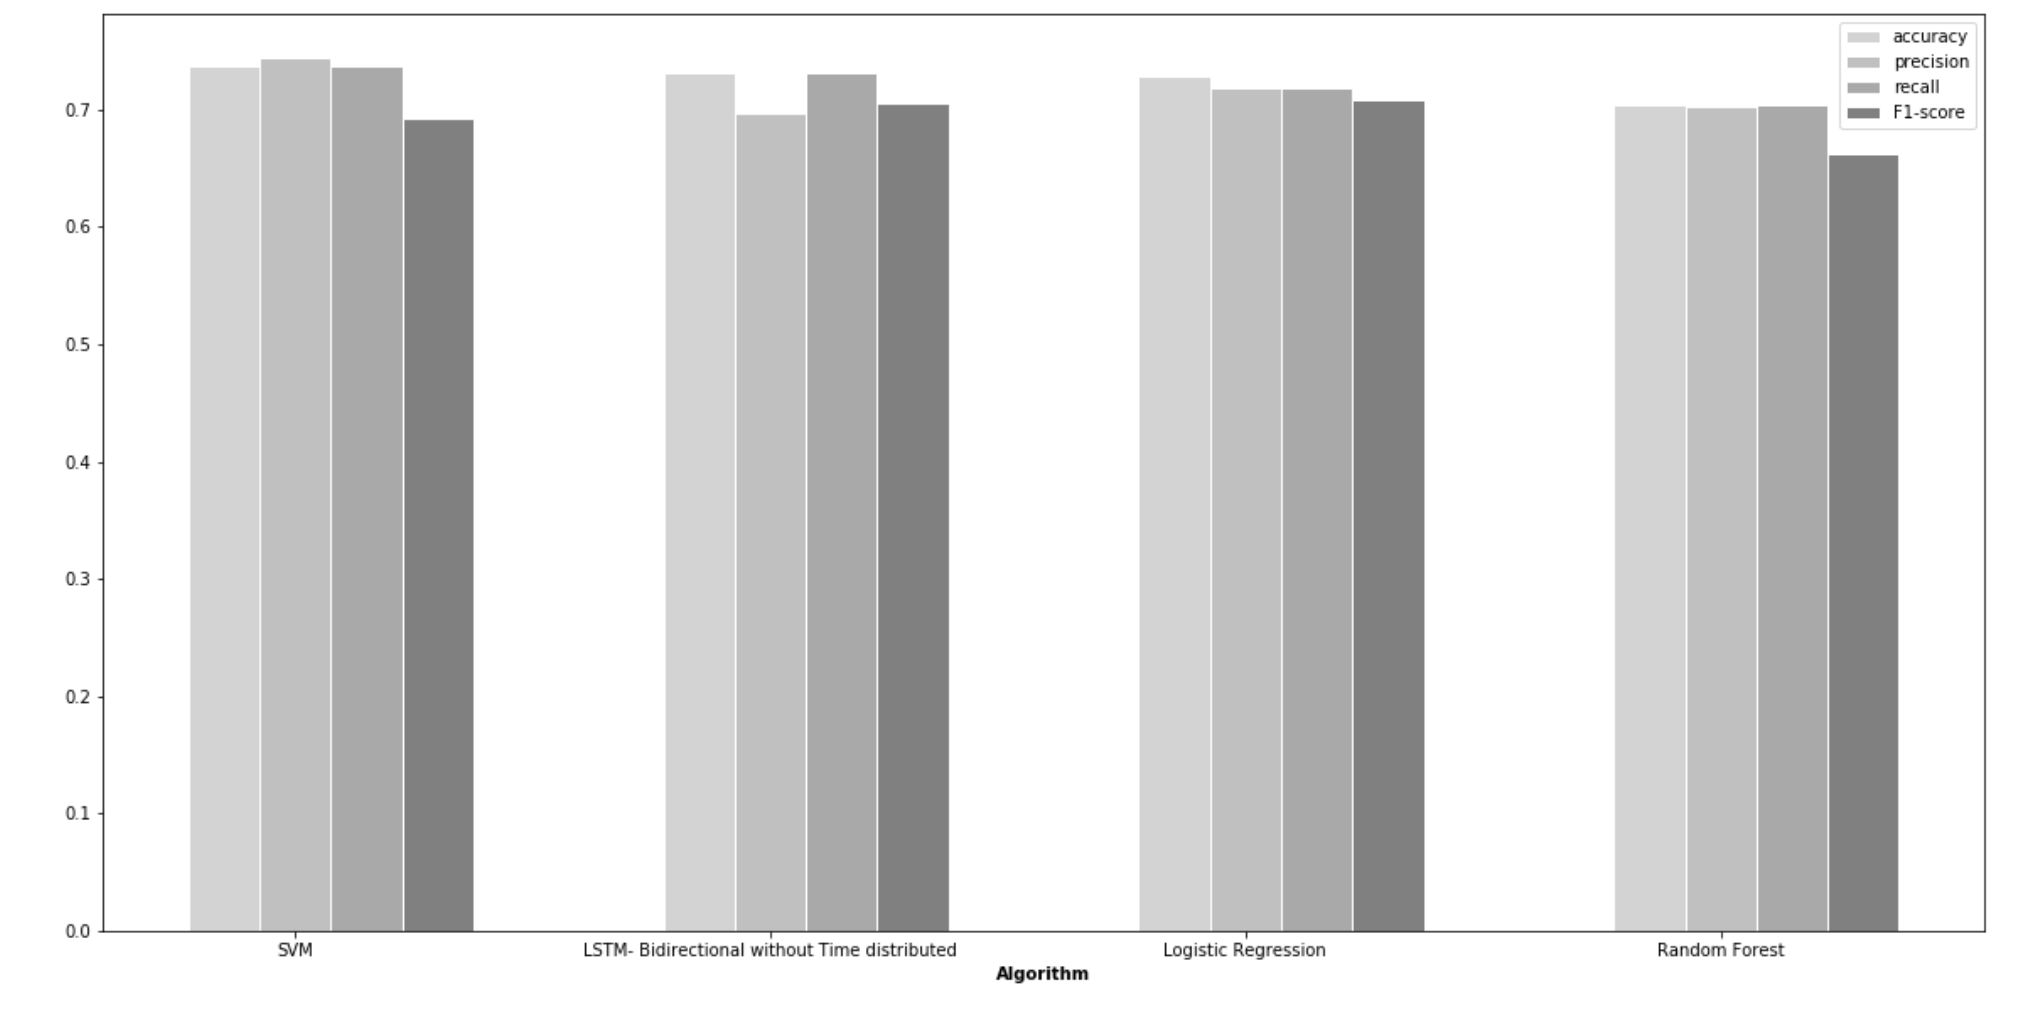 accuracy
precision
recall
F1-score
0.7
0.6
0.5
0.4
0.3
0.2
0.1
0.0
SVM
LSTM- Bidirectional without Time distributed
Logistic Regression
Random Forest
Algorithm